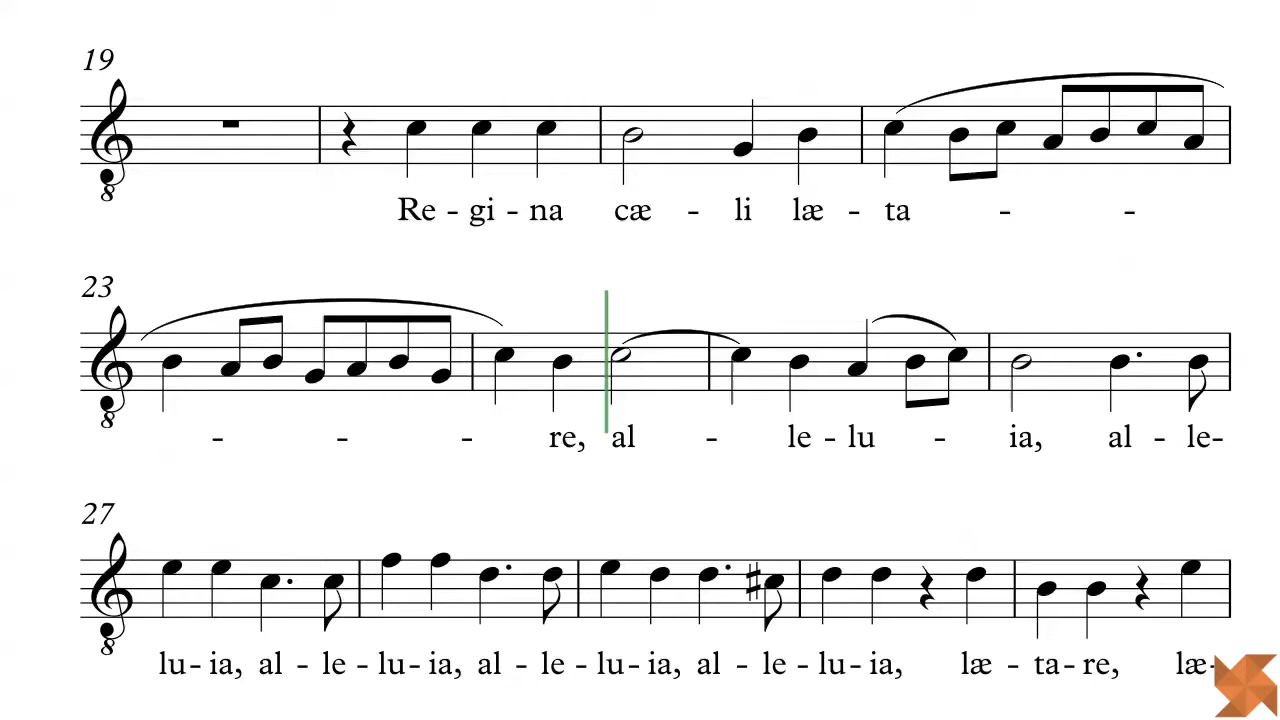 19
Re - gi - na cæ - li læ - ta - -
23
- - - re, al - le - lu - ia, al - le-
27
lu - ia, al - le - lu - ia, al - le - lu - ia, al - le - lu - ia, læ - ta - re, læ-